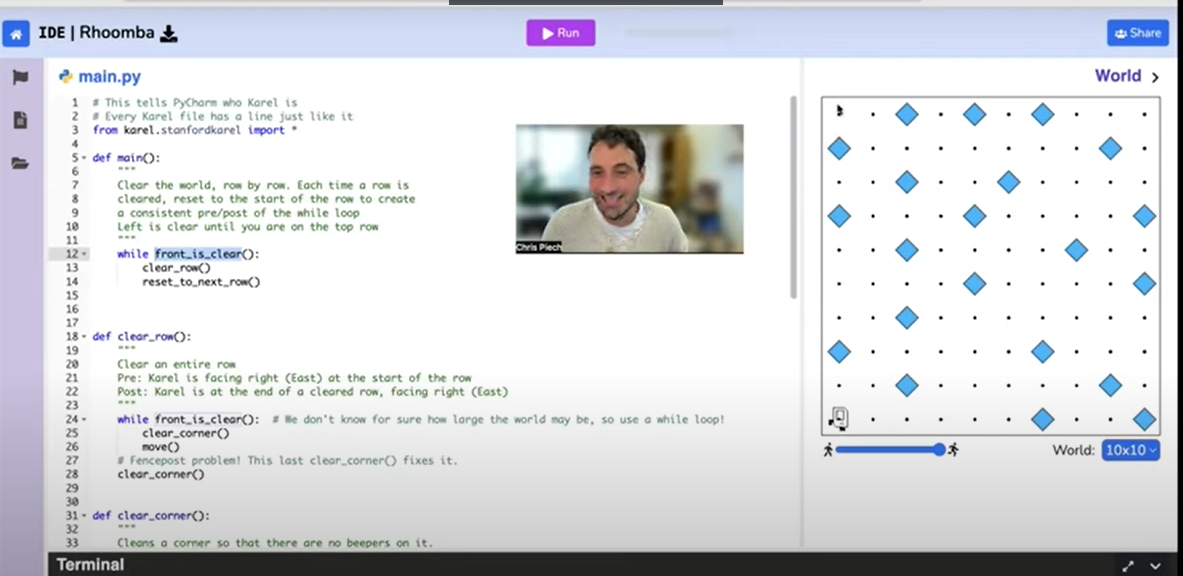 IDE | Rhoomba
Run
Share
main.py
World
1 # This tells PyCharm who Karel is
2 # Every Karel file has a line just like it
3 from karel.stanfordkarel import *
4
5 def main():
6 """
7 Clear the world, row by row. Each time a row is
8 cleared, reset to the start of the row to create
9 a consistent pre/post of the while loop
10 Left is clear until you are on the top row
11 """
12 while front_is_clear():
13 clear_row()
14 reset_to_next_row()
15
16
17
18 def clear_row():
19 """
20 Clear an entire row
21 Pre: Karel is facing right (East) at the start of the row
22 Post: Karel is at the end of a cleared row, facing right (East)
23 """
24 while front_is_clear():  # We don't know for sure how large the world may be, so use a while loop!
25 clear_corner()
26 move()
27 # Fencepost problem! This last clear_corner() fixes it.
28 clear_corner()
29
30
31 def clear_corner():
32 """
33 Cleans a corner so that there are no beepers on it.
Chris Piech
World: 10x10
Terminal